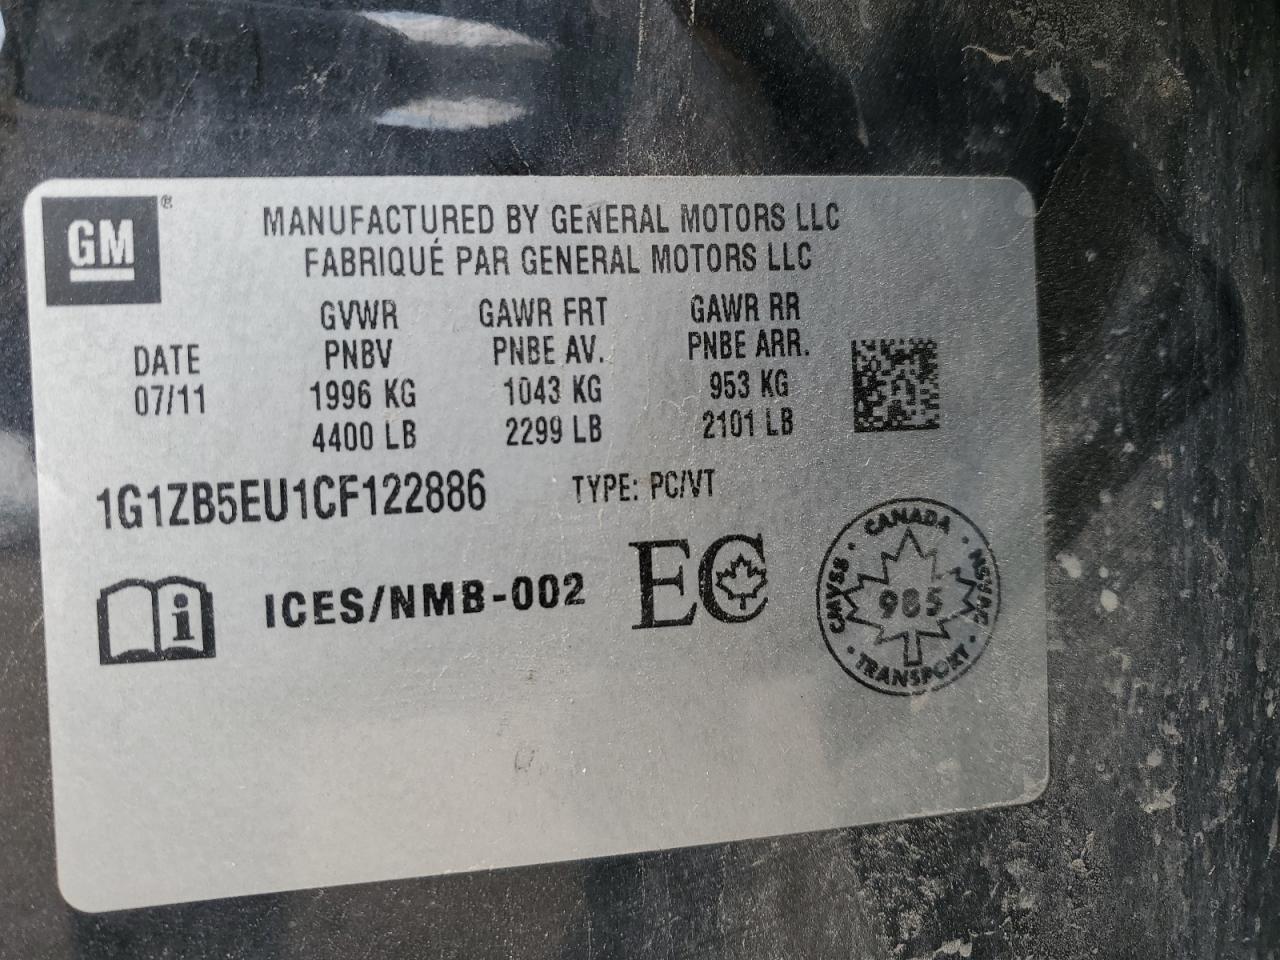 GM ®
MANUFACTURED BY GENERAL MOTORS LLC
FABRIQUÉ PAR GENERAL MOTORS LLC
DATE
07/11
GVWR
PNBV
1996 KG
4400 LB
GAWR FRT
PNBE AV.
1043 KG
2299 LB
GAWR RR
PNBE ARR.
953 KG
2101 LB
1G1ZB5EU1CF122886 TYPE: PC/VT
i ICES/NMB-002 EC
CANADA
CMVSS
985
NSVAC
TRANSPORT